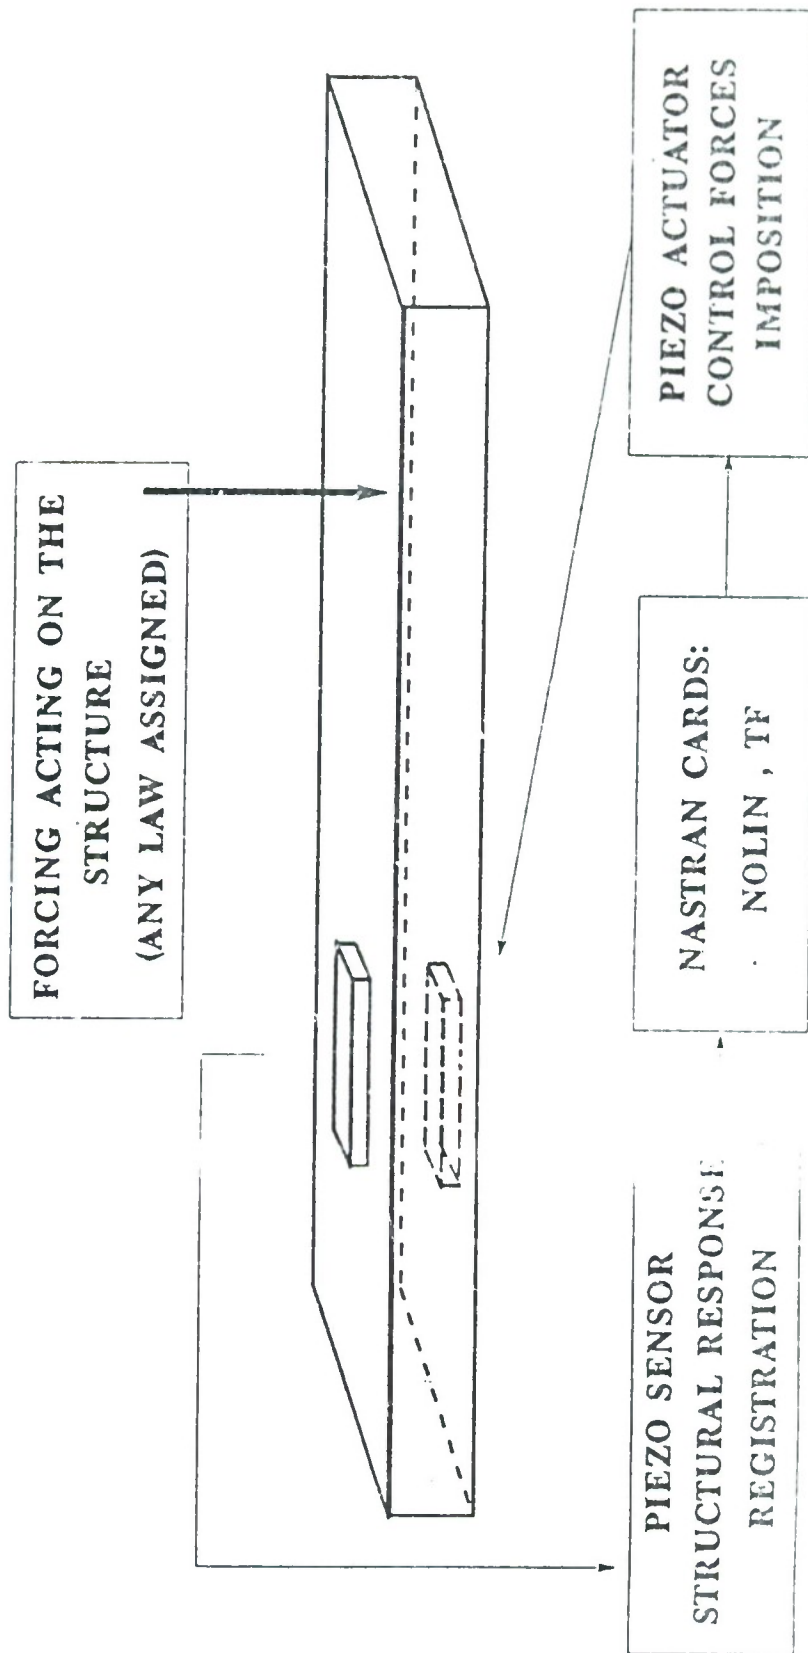 FORCING ACTING ON THE
STRUCTURE
(ANY LAW ASSIGNED)
PIEZO SENSOR
STRUCTURAL RESPONSE
REGISTRATION
NASTRAN CARDS:
NOLIN , TF
PIEZO ACTUATOR
CONTROL FORCES
IMPOSITION